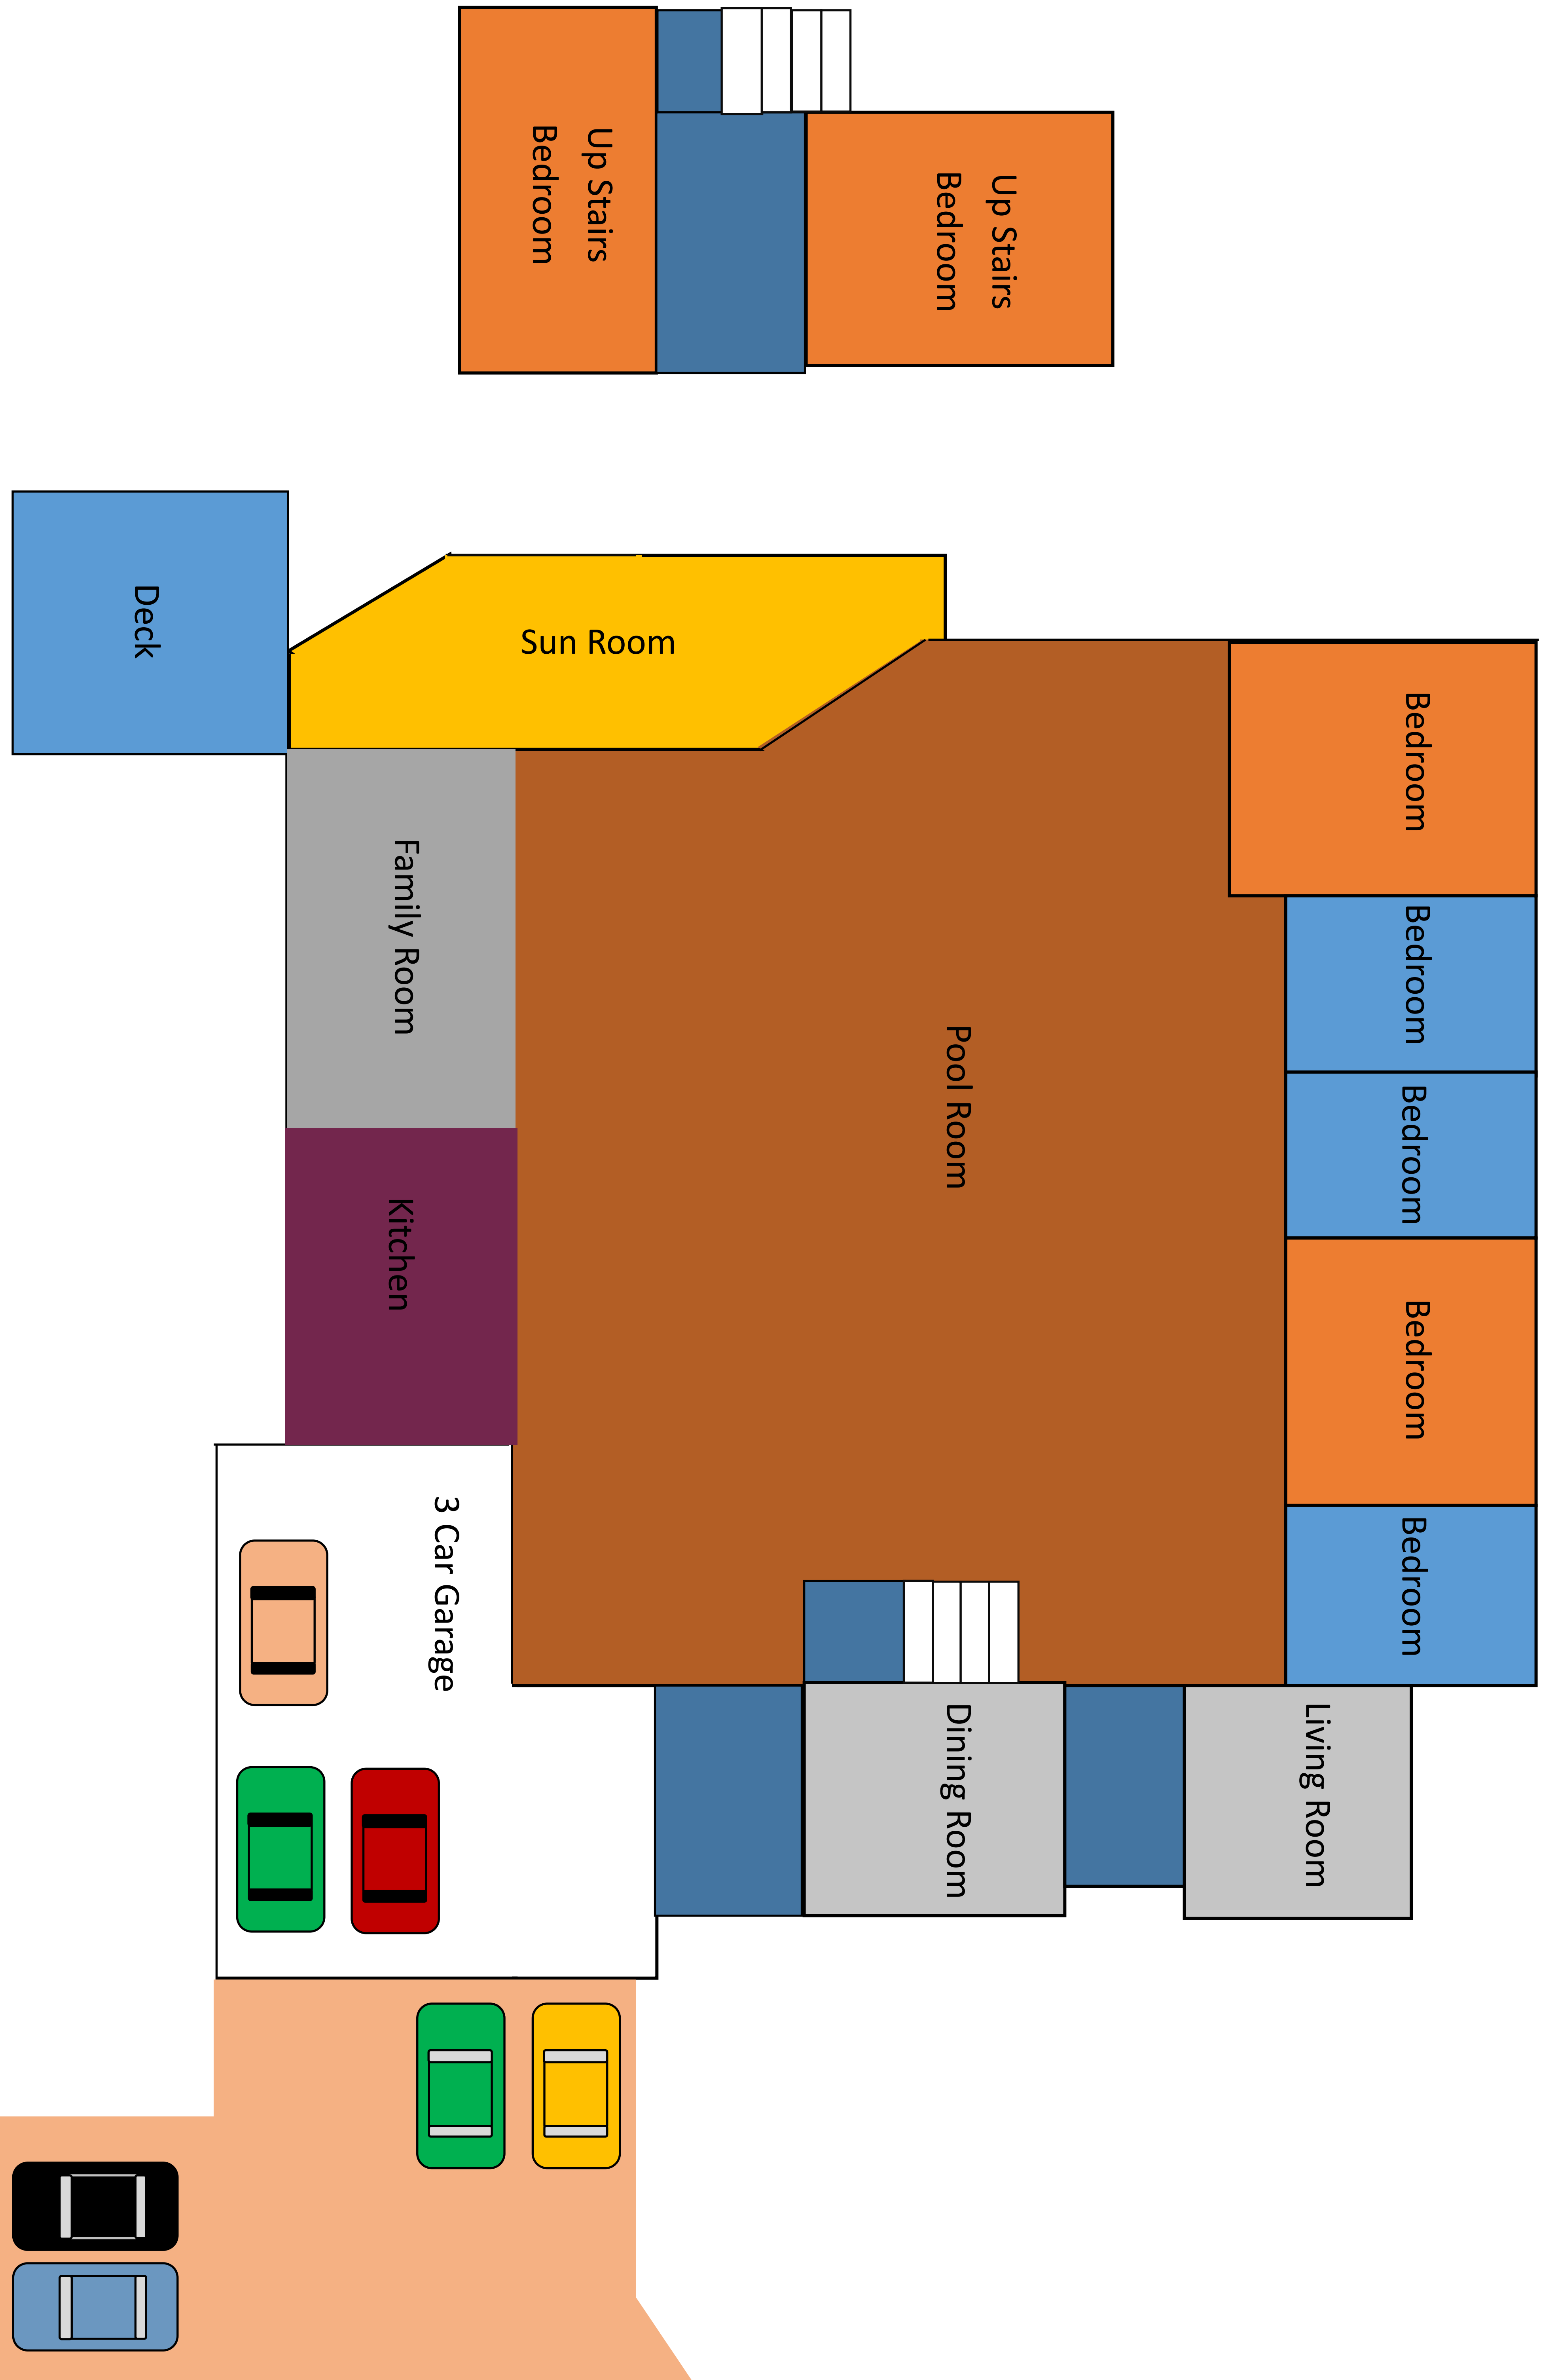 Up Stairs
Bedroom
Up Stairs
Bedroom
Deck
Sun Room
Bedroom
Family Room
Bedroom
Pool Room
Bedroom
Kitchen
Bedroom
3 Car Garage
Bedroom
Dining Room
Living Room